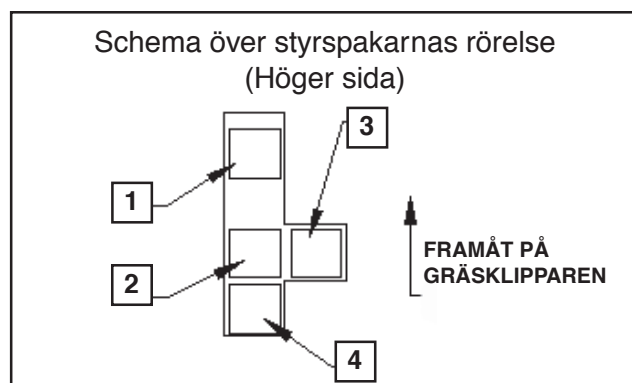 Schema över styrspakarnas rörelse
(Höger sida)
3
1
2
FRAMÅT PÅ
GRÄSKLIPPAREN
4